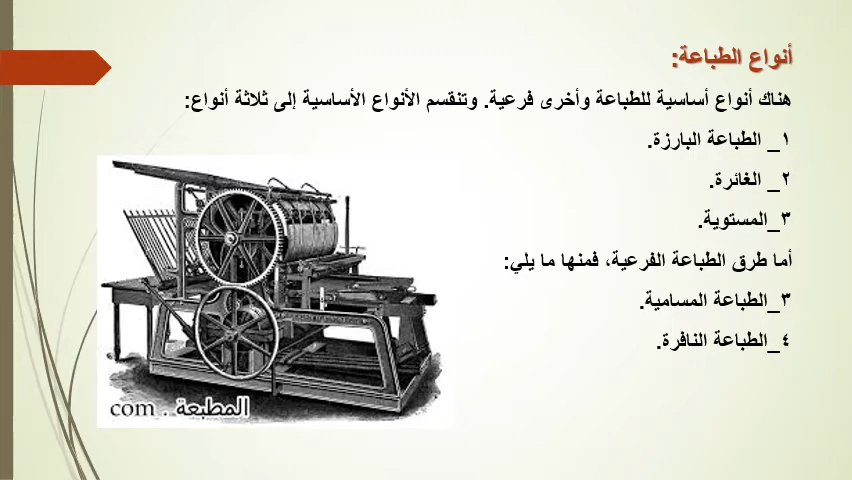 أنواع الطباعة:
هناك أنواع أساسية للطباعة وأخرى فرعية. وتنقسم الأنواع الأساسية إلى ثلاثة أنواع:
١_ الطباعة البارزة.
٢_ الغائرة.
٣_المستوية.
أما طرق الطباعة الفرعية، فمنها ما يلي:
٣_الطباعة المسامية.
٤_الطباعة النافرة.
المطبعة . com